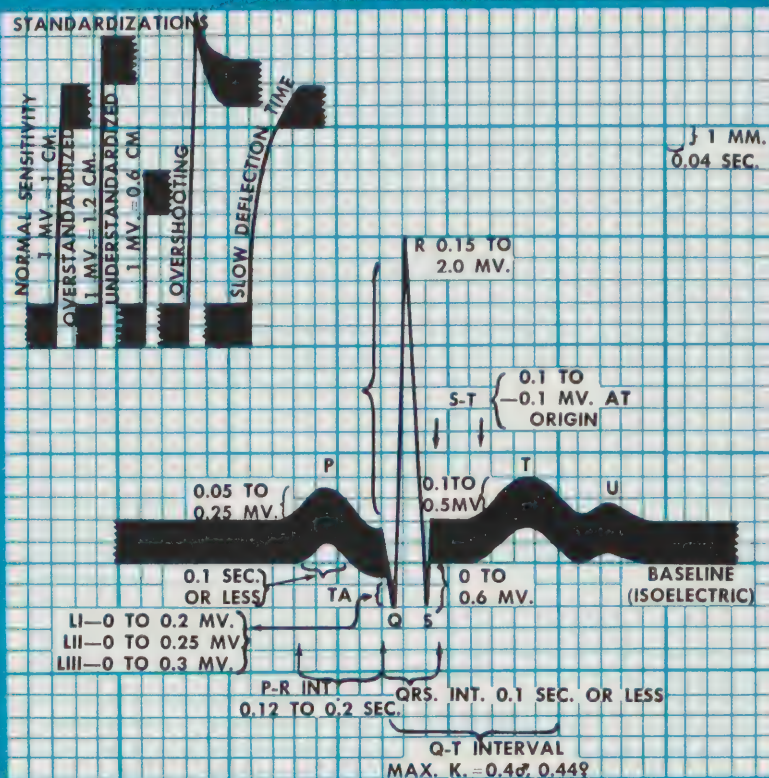 STANDARDIZATIONS
NORMAL SENSITIVITY
1 MV.=1 CM.
OVERSTANDARDIZED
1 MV.=1.2 CM.
UNDERSTANDARDIZED
1 MV.=0.6 CM
OVERSHOOTING
SLOW DEFLECTION TIME
} 1 MM.
0.04 SEC.
R 0.15 TO
2.0 MV.
S-T
0.1 TO
—0.1 MV. AT
ORIGIN
P
0.05 TO
0.25 MV.
0.1TO
0.5MV
T
U
0.1 SEC.
OR LESS
TA
0 TO
0.6 MV.
BASELINE
(ISOELECTRIC)
Q
S
LI—0 TO 0.2 MV.
LII—0 TO 0.25 MV.
LIII—0 TO 0.3 MV.
P-R INT.
0.12 TO 0.2 SEC.
QRS. INT. 0.1 SEC. OR LESS
Q-T INTERVAL
MAX. K.=0.4♂, 0.44♀